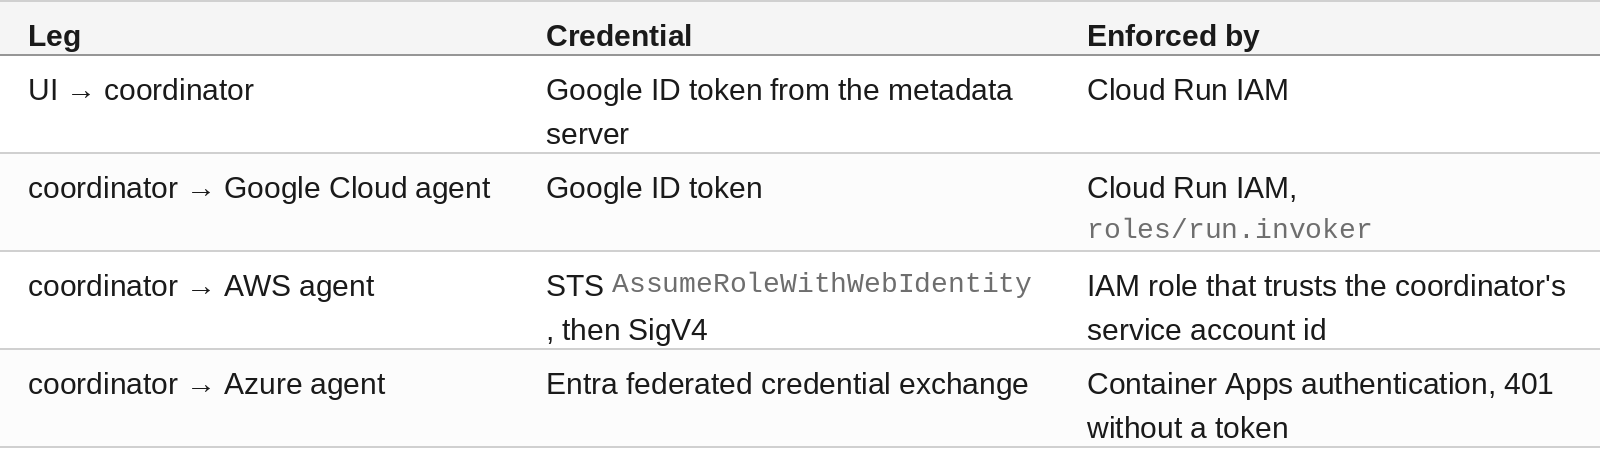 Leg Credential Enforced by
UI → coordinator Google ID token from the metadata Cloud Run IAM
server
coordinator → Google Cloud agent Google ID token Cloud Run IAM,
roles/run.invoker
coordinator → AWS agent STS AssumeRoleWithWebIdentity IAM role that trusts the coordinator's
, then SigV4 service account id
coordinator → Azure agent Entra federated credential exchange Container Apps authentication, 401
without a token